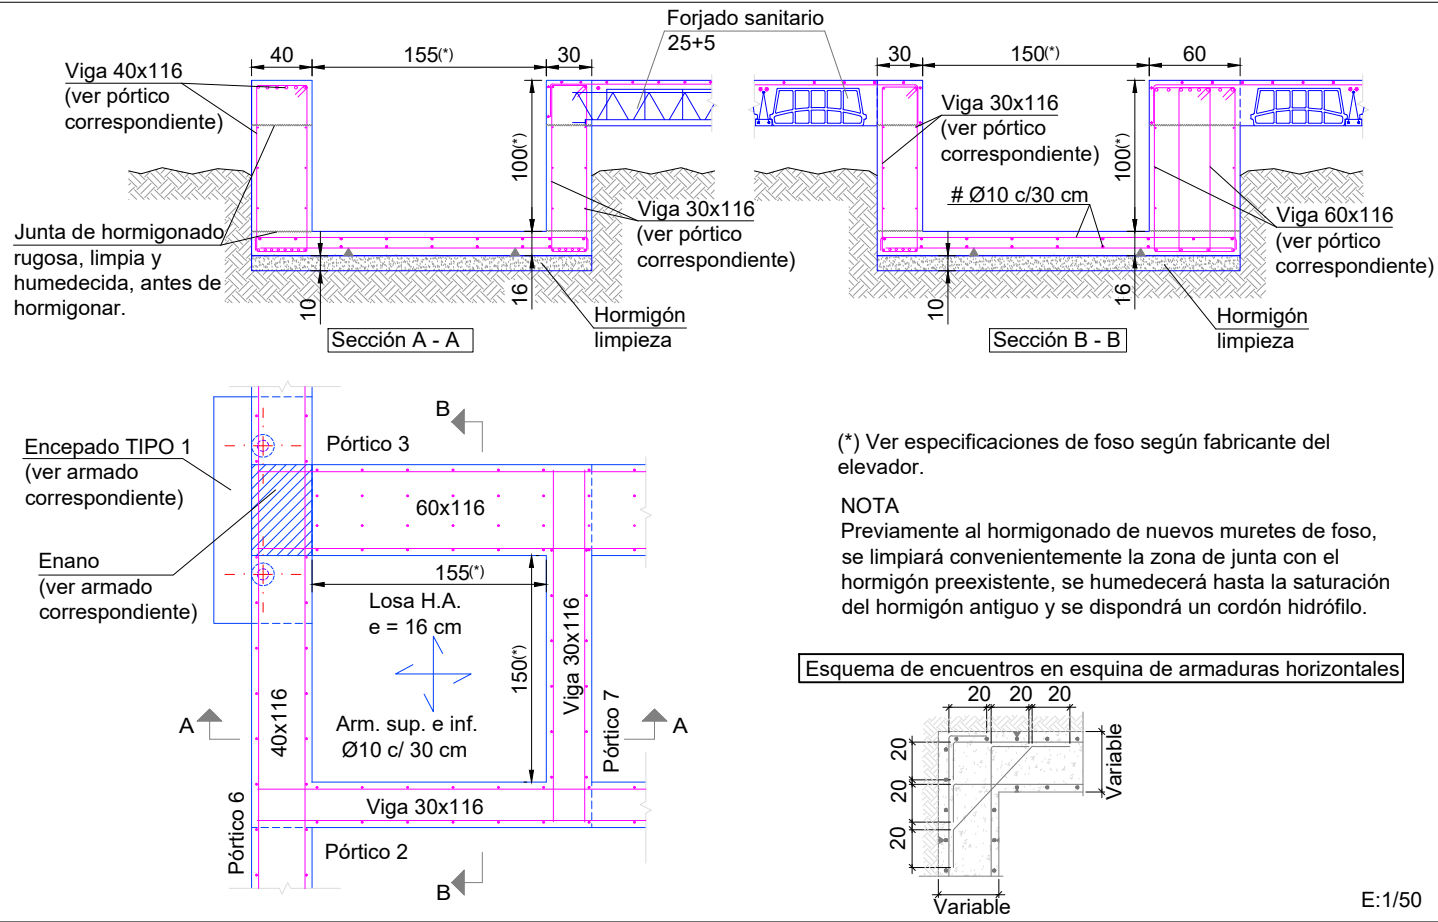 Forjado sanitario
25+5
40
155(*)
30
Viga 40x116
(ver pórtico
correspondiente)
100(*)
Junta de hormigonado
rugosa, limpia y
humedecida, antes de
hormigonar.
Viga 30x116
(ver pórtico
correspondiente)
10
16
Hormigón
limpieza
Sección A - A
30
150(*)
60
Viga 30x116
(ver pórtico
correspondiente)
100(*)
# Ø10 c/30 cm
Viga 60x116
(ver pórtico
correspondiente)
10
16
Hormigón
limpieza
Sección B - B
B
Encepado TIPO 1
(ver armado
correspondiente)
Pórtico 3
60x116
Enano
(ver armado
correspondiente)
155(*)
Losa H.A.
e = 16 cm
150(*)
Viga 30x116
Arm. sup. e inf.
Ø10 c/ 30 cm
40x116
A
A
Pórtico 7
Viga 30x116
Pórtico 6
Pórtico 2
B
(*) Ver especificaciones de foso según fabricante del
elevador.
NOTA
Previamente al hormigonado de nuevos muretes de foso,
se limpiará convenientemente la zona de junta con el
hormigón preexistente, se humedecerá hasta la saturación
del hormigón antiguo y se dispondrá un cordón hidrófilo.
Esquema de encuentros en esquina de armaduras horizontales
20
20
20
20
20
20
Variable
Variable
E:1/50